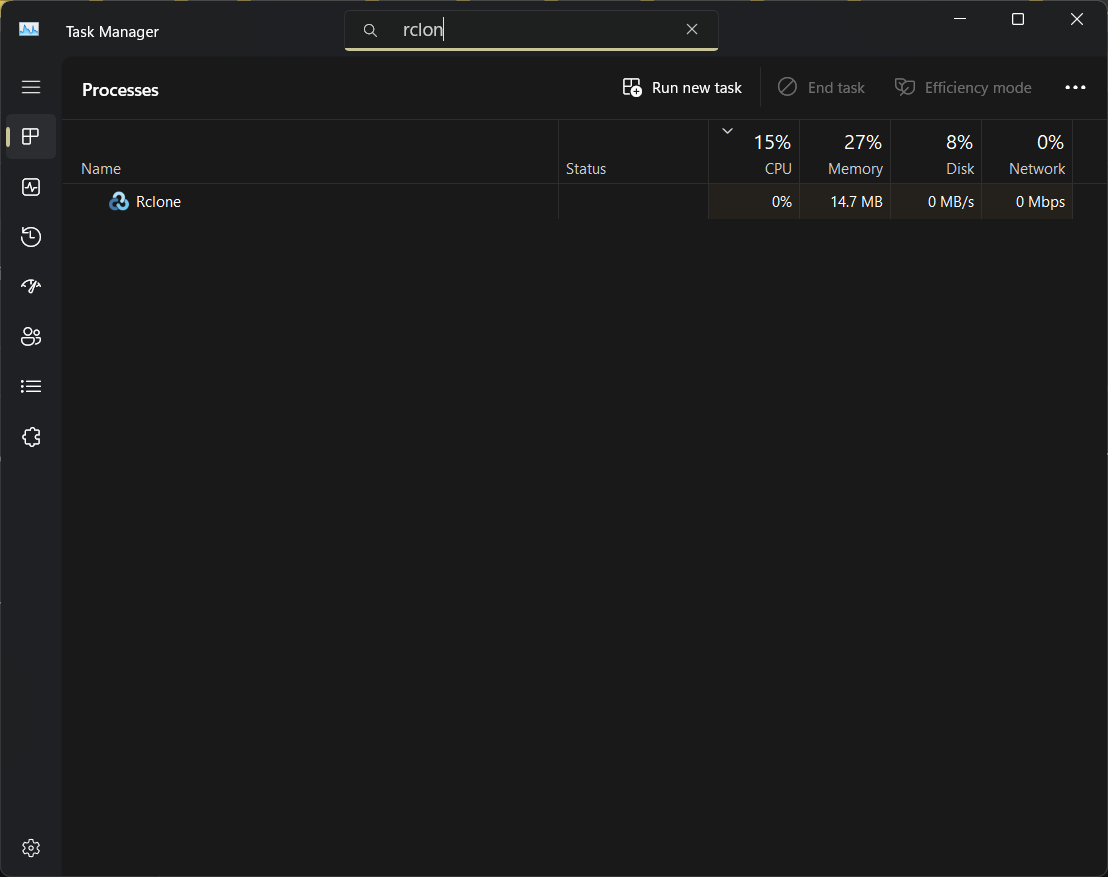 Task Manager
rclon
Processes
Run new task
End task
Efficiency mode
15% 27% 8% 0%
Name Status CPU Memory Disk Network
Rclone 0% 14.7 MB 0 MB/s 0 Mbps